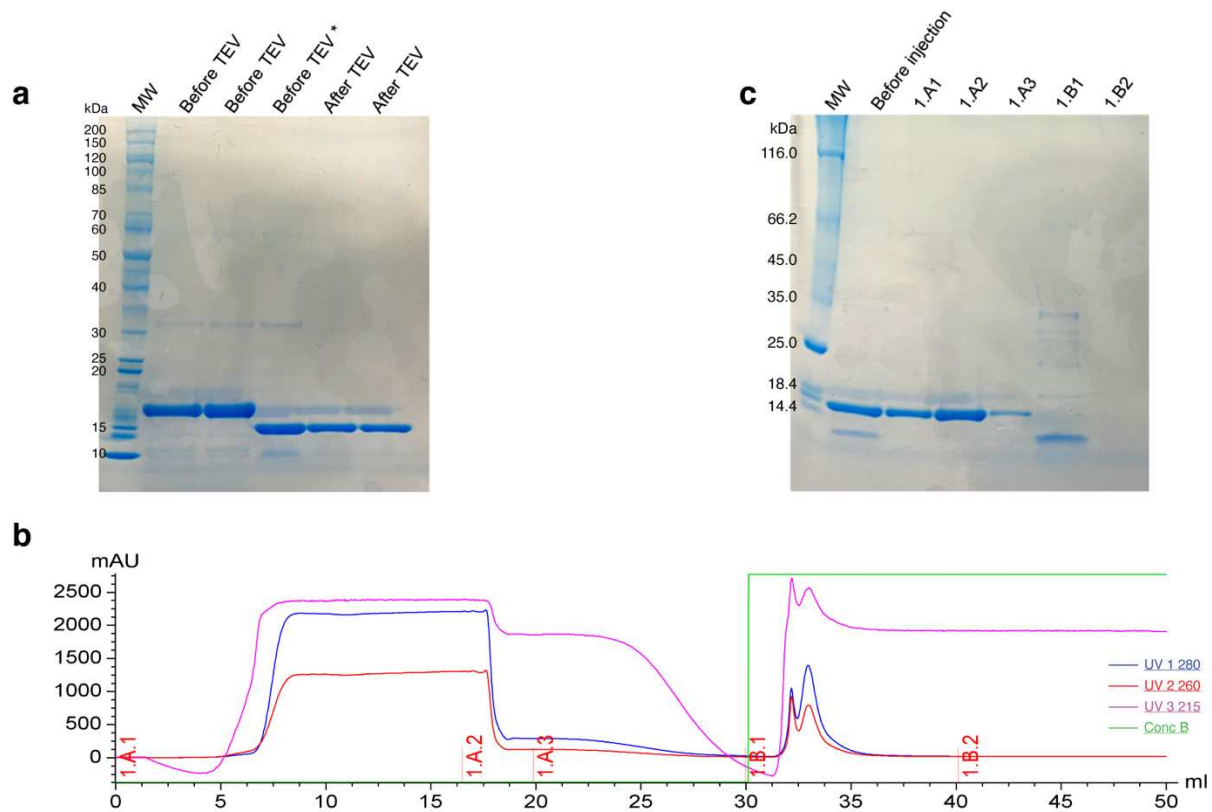 a
kDa
MW
Before TEV
Before TEV
Before TEV *
After TEV
After TEV
200
150
120
100
85
70
60
50
40
30
25
20
15
10
c
kDa
MW
Before injection
1.A1
1.A2
1.A3
1.B1
1.B2
116.0
66.2
45.0
35.0
25.0
18.4
14.4
b
mAU
2500
2000
1500
1000
500
0
1.A.1
1.A.2
1.A.3
1.B.1
1.B.2
UV 1 280
UV 2 260
UV 3 215
Conc B
0 5 10 15 20 25 30 35 40 45 50
ml